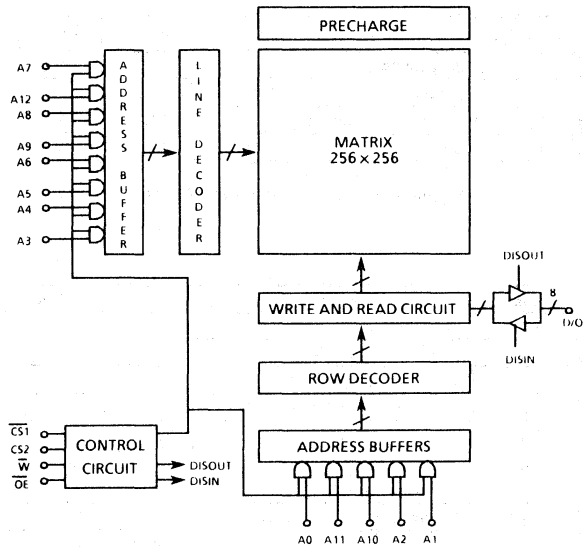 PRECHARGE
A7
A12
A8
A9
A6
A5
A4
A3
ADDRESS BUFFER
LINE DECODER
MATRIX
256 x 256
DISOUT
8
D/O
DISIN
WRITE AND READ CIRCUIT
ROW DECODER
ADDRESS BUFFERS
CS1
CS2
W
OE
CONTROL
CIRCUIT
DISOUT
DISIN
A0 A11 A10 A2 A1